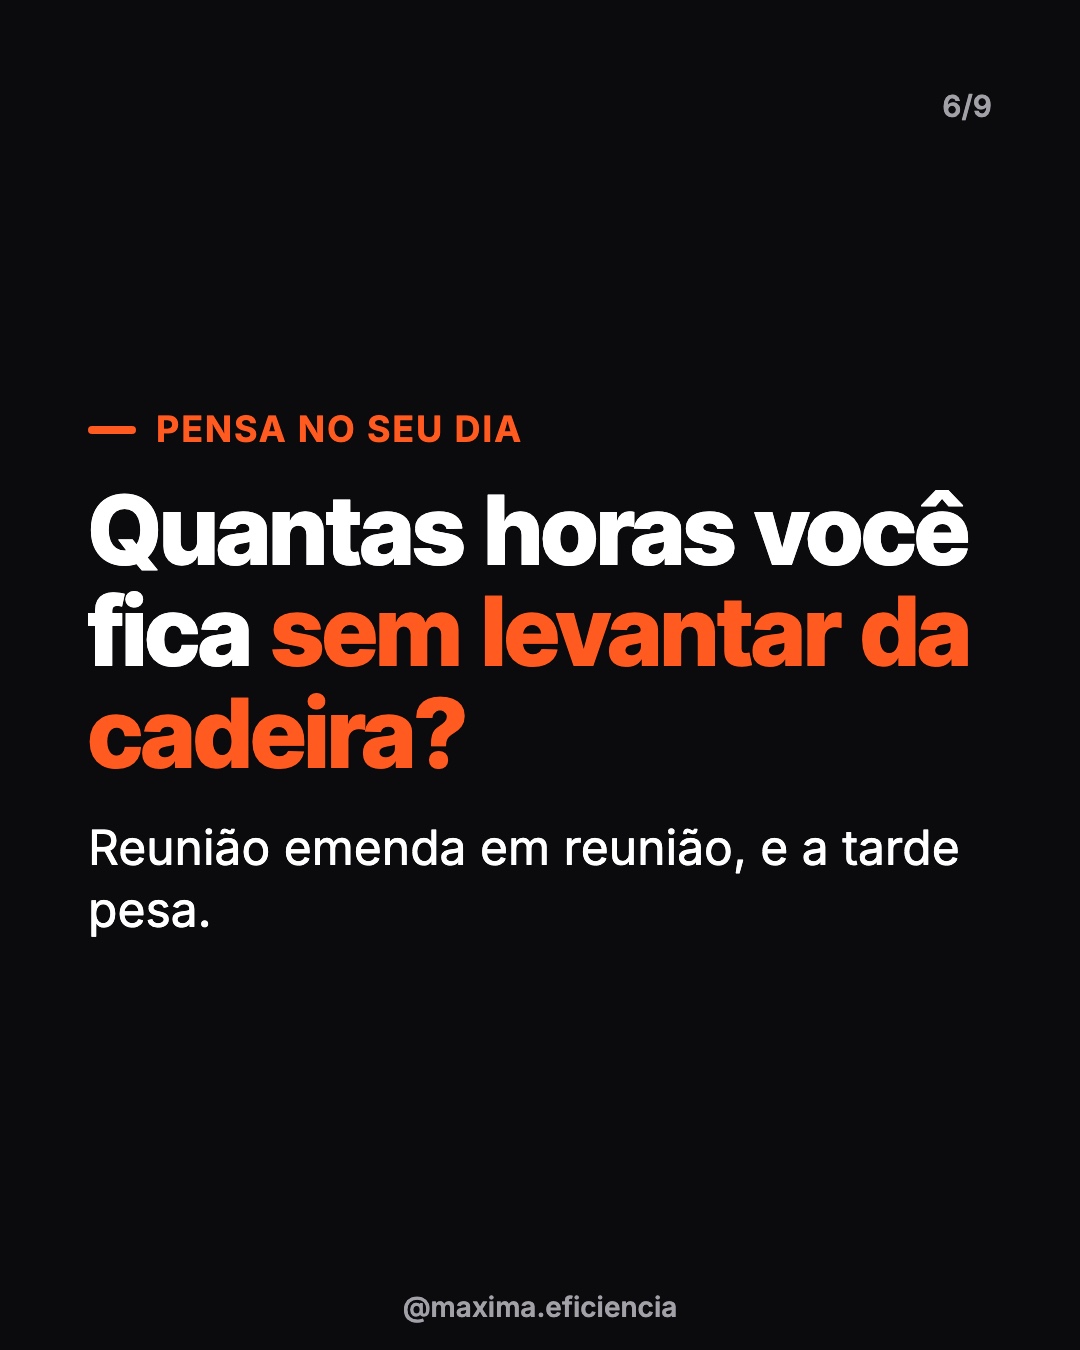 6/9
PENSA NO SEU DIA
Quantas horas você
fica sem levantar da
cadeira?
Reunião emenda em reunião, e a tarde
pesa.
@maxima.eficiencia